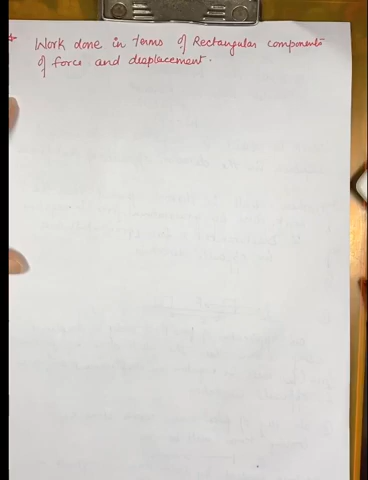 Work done in terms of Rectangular components
of force and displacement.